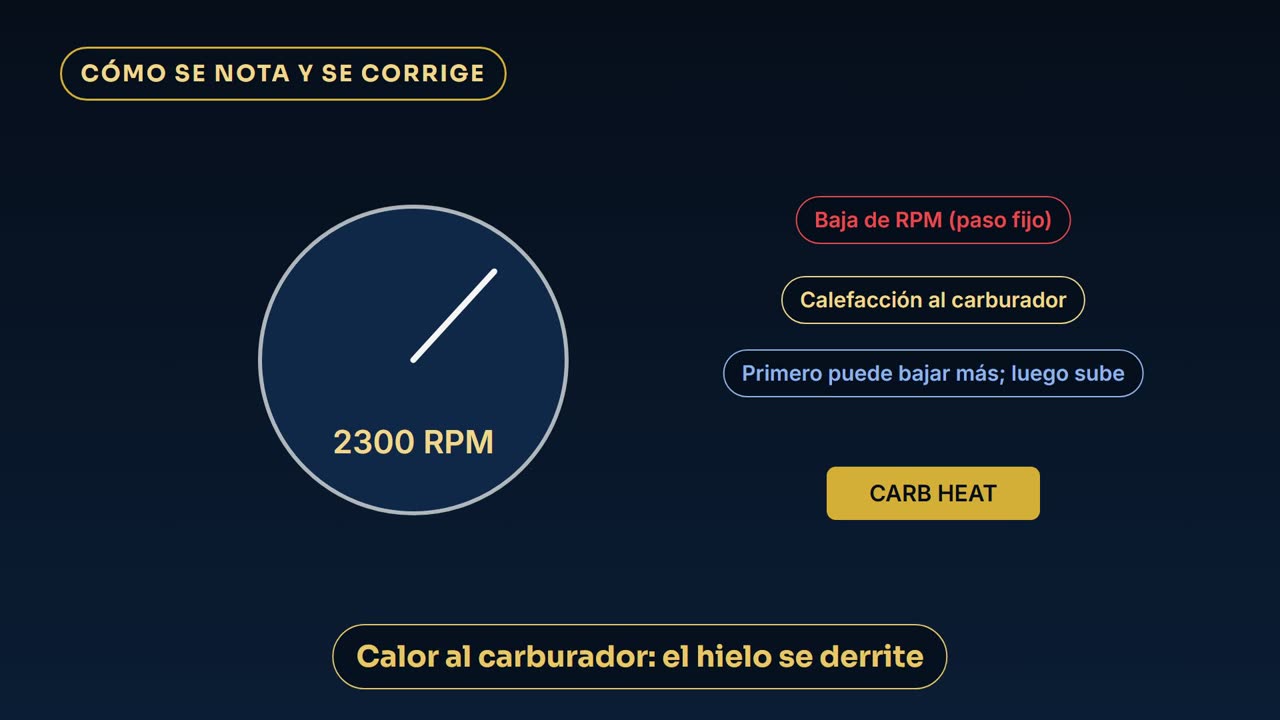 CÓMO SE NOTA Y SE CORRIGE
Baja de RPM (paso fijo)
Calefacción al carburador
Primero puede bajar más; luego sube
2300 RPM
CARB HEAT
Calor al carburador: el hielo se derrite